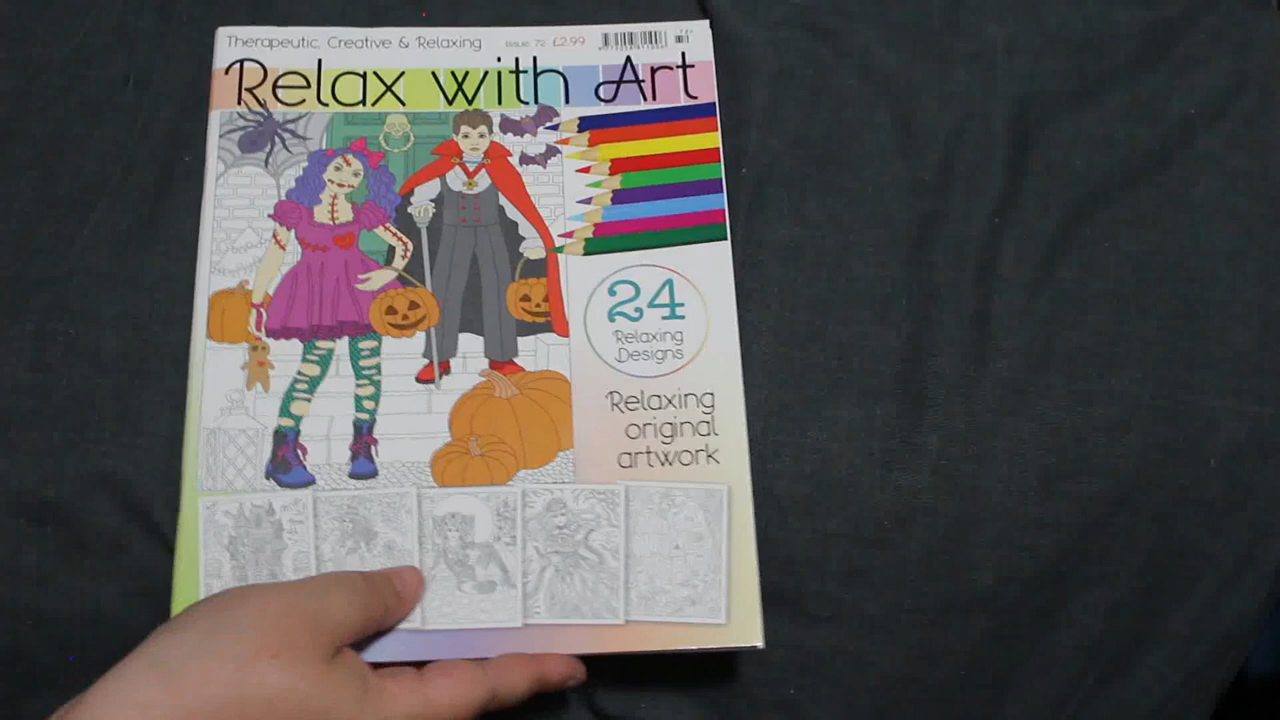 Therapeutic, Creative & Relaxing
Issue 72 £2.99
Relax with Art
24
Relaxing
Designs
Relaxing
original
artwork